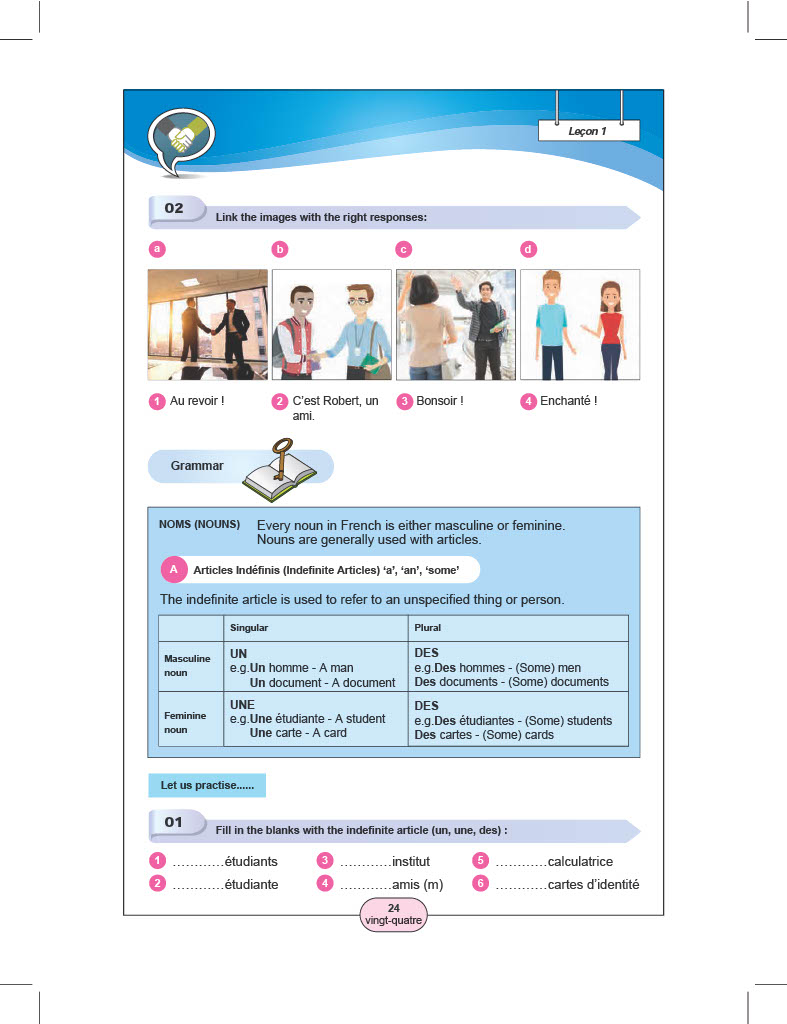 Leçon 1
02
Link the images with the right responses:
a
b
c
d
1 Au revoir !
2 C'est Robert, un
ami.
3 Bonsoir !
4 Enchanté !
Grammar
NOMS (NOUNS) Every noun in French is either masculine or feminine.
Nouns are generally used with articles.
A Articles Indéfinis (Indefinite Articles) ‘a’, ‘an’, ‘some’
The indefinite article is used to refer to an unspecified thing or person.
Singular
Plural
Masculine
noun
UN
e.g.Un homme - A man
Un document - A document
DES
e.g.Des hommes - (Some) men
Des documents - (Some) documents
Feminine
noun
UNE
e.g.Une étudiante - A student
Une carte - A card
DES
e.g.Des étudiantes - (Some) students
Des cartes - (Some) cards
Let us practise......
01
Fill in the blanks with the indefinite article (un, une, des) :
1 …………étudiants
2 …………étudiante
3 …………institut
4 …………amis (m)
5 …………calculatrice
6 …………cartes d’identité
24
vingt-quatre